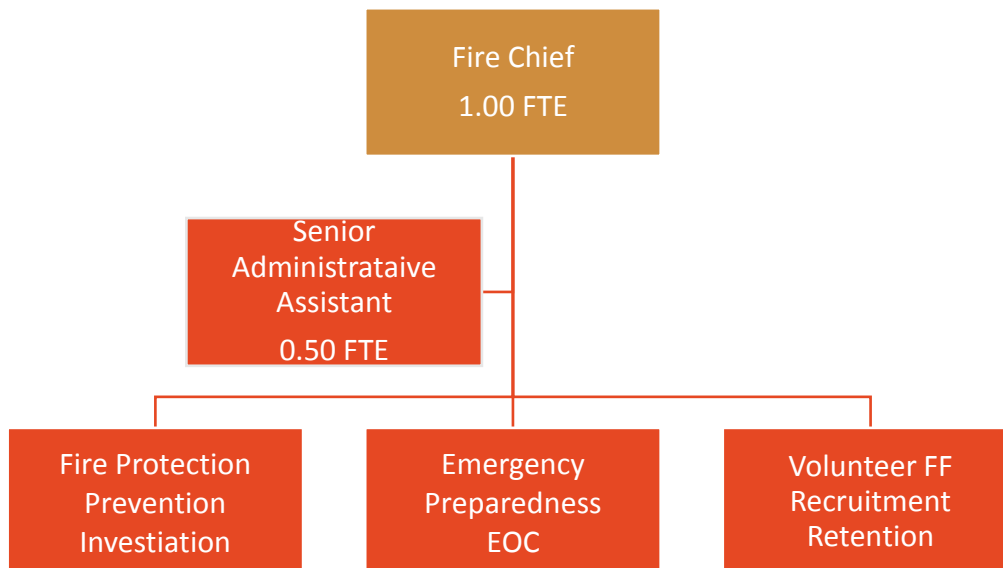 Fire Chief
1.00 FTE
Senior
Administrataive
Assistant
0.50 FTE
Fire Protection
Prevention
Investiation
Emergency
Preparedness
EOC
Volunteer FF
Recruitment
Retention